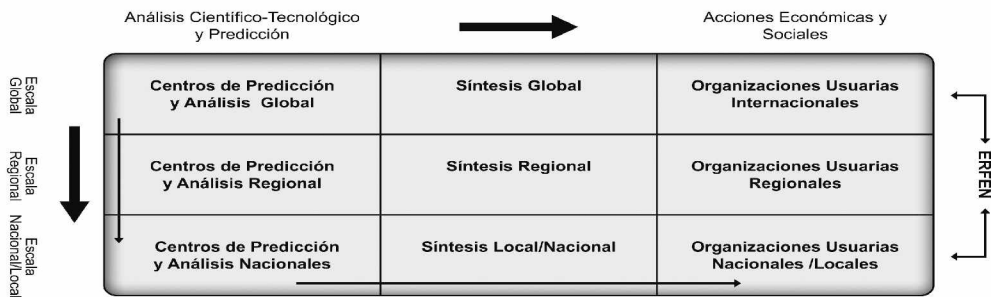 Análisis Científico-Tecnológico
y Predicción
Acciones Económicas y
Sociales
Escala
Global
Centros de Predicción
y Análisis Global
Síntesis Global
Organizaciones Usuarias
Internacionales
Escala
Regional
Centros de Predicción
y Análisis Regional
Síntesis Regional
Organizaciones Usuarias
Regionales
Escala
Nacional/Local
Centros de Predicción
y Análisis Nacionales
Síntesis Local/Nacional
Organizaciones Usuarias
Nacionales /Locales
ERFEN